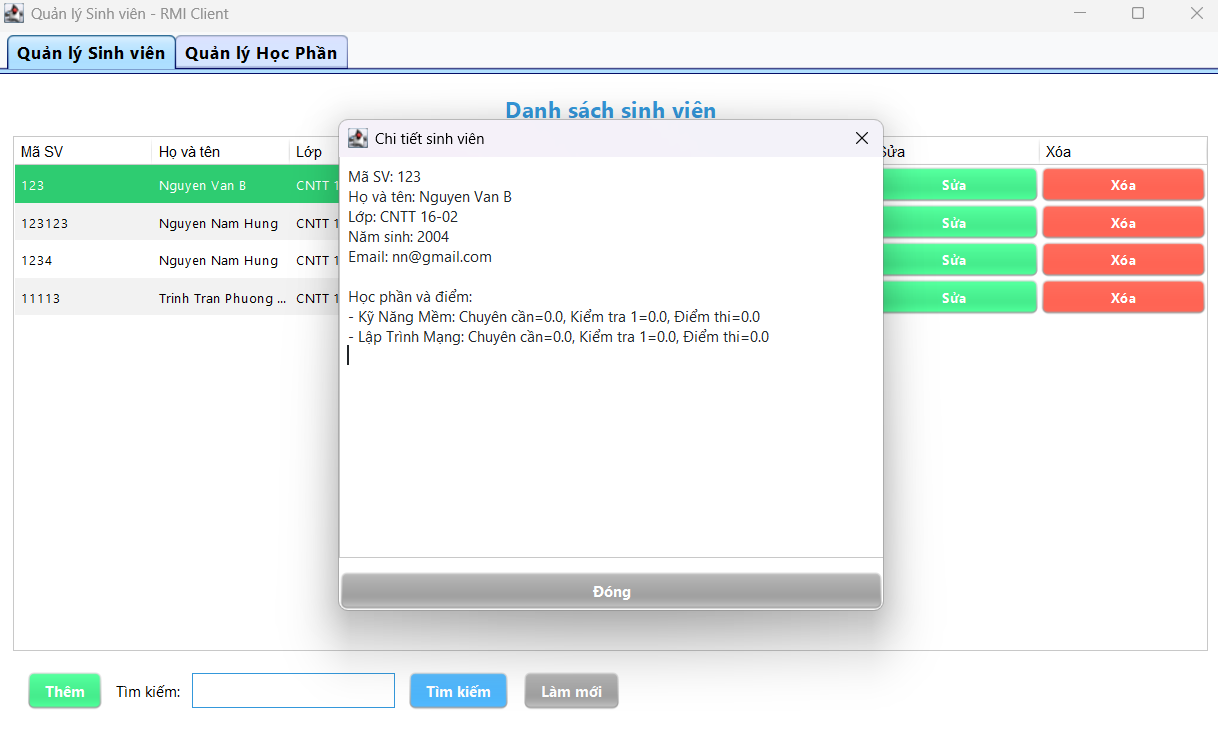 Quản lý Sinh viên - RMI Client
Quản lý Sinh viên
Quản lý Học Phần
Danh sách sinh viên
Mã SV Họ và tên Lớp Sửa Xóa
123 Nguyen Van B CNTT 1 Sửa Xóa
123123 Nguyen Nam Hung CNTT 1 Sửa Xóa
1234 Nguyen Nam Hung CNTT 1 Sửa Xóa
11113 Trinh Tran Phuong ... CNTT 1 Sửa Xóa
Chi tiết sinh viên
Mã SV: 123
Họ và tên: Nguyen Van B
Lớp: CNTT 16-02
Năm sinh: 2004
Email: nn@gmail.com
Học phần và điểm:
- Kỹ Năng Mềm: Chuyên cần=0.0, Kiểm tra 1=0.0, Điểm thi=0.0
- Lập Trình Mạng: Chuyên cần=0.0, Kiểm tra 1=0.0, Điểm thi=0.0
Đóng
Thêm Tìm kiếm: Tìm kiếm Làm mới